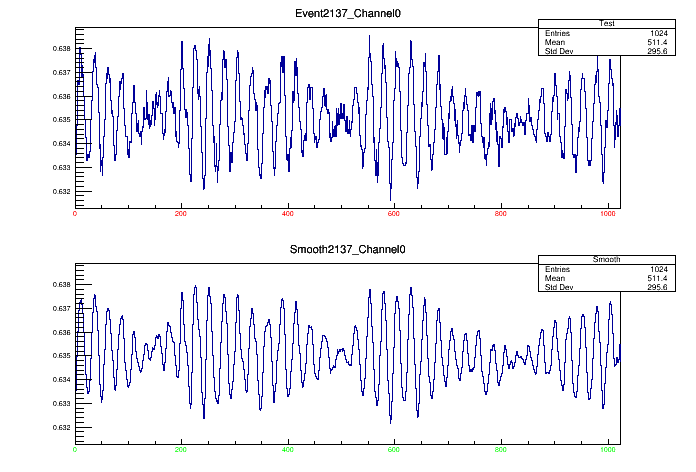 Event2137_Channel0
Test
Entries 1024
Mean 511.4
Std Dev 295.6
0.638
0.637
0.636
0.635
0.634
0.633
0.632
0 200 400 600 800 1000
Smooth2137_Channel0
Smooth
Entries 1024
Mean 511.4
Std Dev 295.6
0.638
0.637
0.636
0.635
0.634
0.633
0.632
0 200 400 600 800 1000